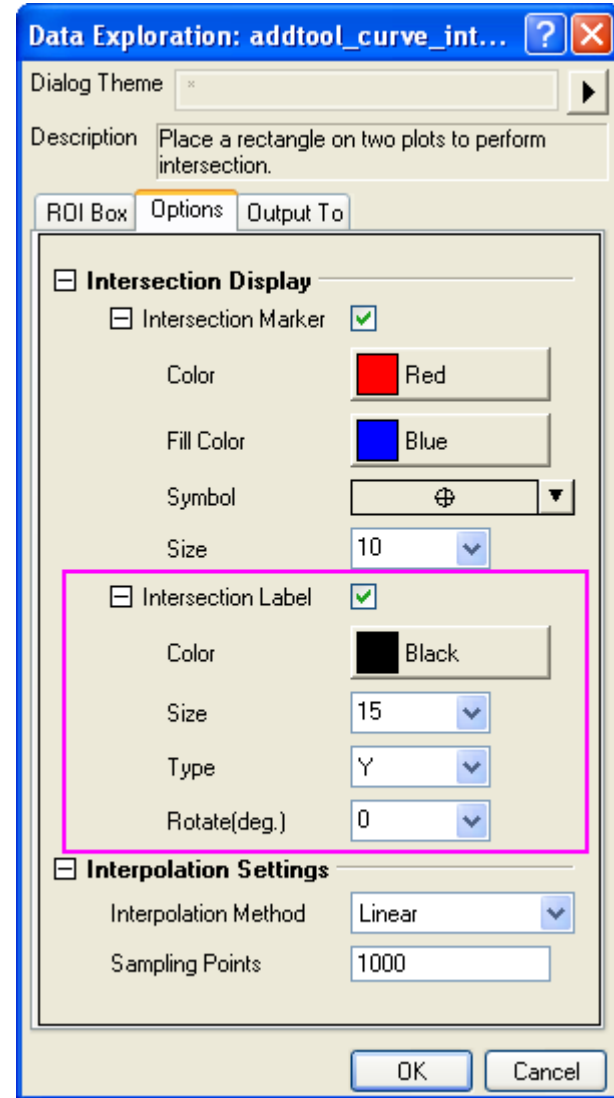 Data Exploration: addtool_curve_int...
Dialog Theme *
Description Place a rectangle on two plots to perform
intersection.
ROI Box Options Output To
Intersection Display
Intersection Marker
Color Red
Fill Color Blue
Symbol
Size 10
Intersection Label
Color Black
Size 15
Type Y
Rotate(deg.) 0
Interpolation Settings
Interpolation Method Linear
Sampling Points 1000
OK Cancel